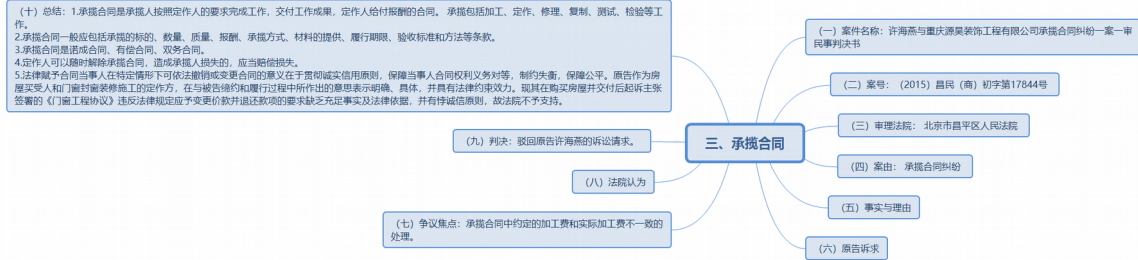 三、承揽合同
（一）案件名称：许海燕与重庆源昊装饰工程有限公司承揽合同纠纷一案一审
民事判决书
（二）案号：（2015）昌民（商）初字第17844号
（三）审理法院： 北京市昌平区人民法院
（四）案由： 承揽合同纠纷
（五）事实与理由
（六）原告诉求
（七）争议焦点：承揽合同中约定的加工费和实际加工费不一致的
处理。
（八）法院认为
（九）判决：驳回原告许海燕的诉讼请求。
（十）总结：1.承揽合同是承揽人按照定作人的要求完成工作，交付工作成果，定作人给付报酬的合同。 承揽包括加工、定作、修理、复制、测试、检验等工
作。
2.承揽合同一般应包括承揽的标的、数量、质量、报酬、承揽方式、材料的提供、履行期限、验收标准和方法等条款。
3.承揽合同是诺成合同、有偿合同、双务合同。
4.定作人可以随时解除承揽合同，造成承揽人损失的，应当赔偿损失。
5.法律赋予合同当事人在特定情形下可依法撤销或变更合同的意义在于贯彻诚实信用原则，保障当事人合同权利义务对等，制约失衡，保障公平。原告作为房
屋买受人和门窗封窗装修施工的定作方，在与被告缔约和履行过程中所作出的意思表示明确、具体，并具有法律约束效力。现其在购买房屋并交付后起诉主张
签署的《门窗工程协议》违反法律规定应予变更价款并退还款项的要求缺乏充足事实及法律依据，并有悖诚信原则，故法院不予支持。